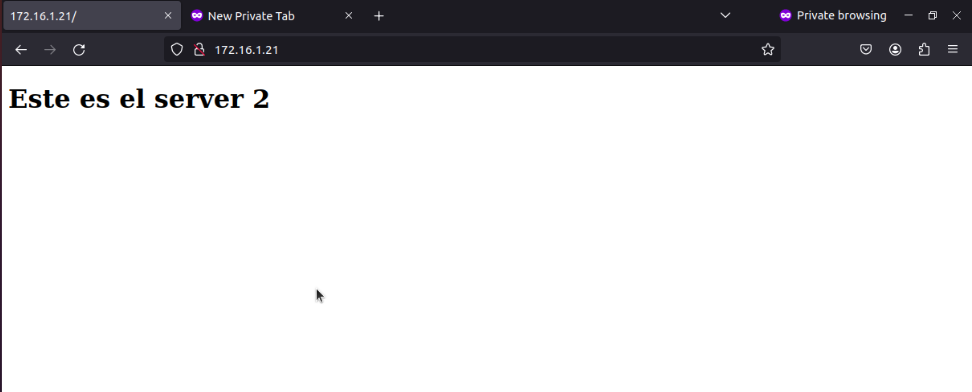 172.16.1.21/
New Private Tab
Private browsing
172.16.1.21
Este es el server 2